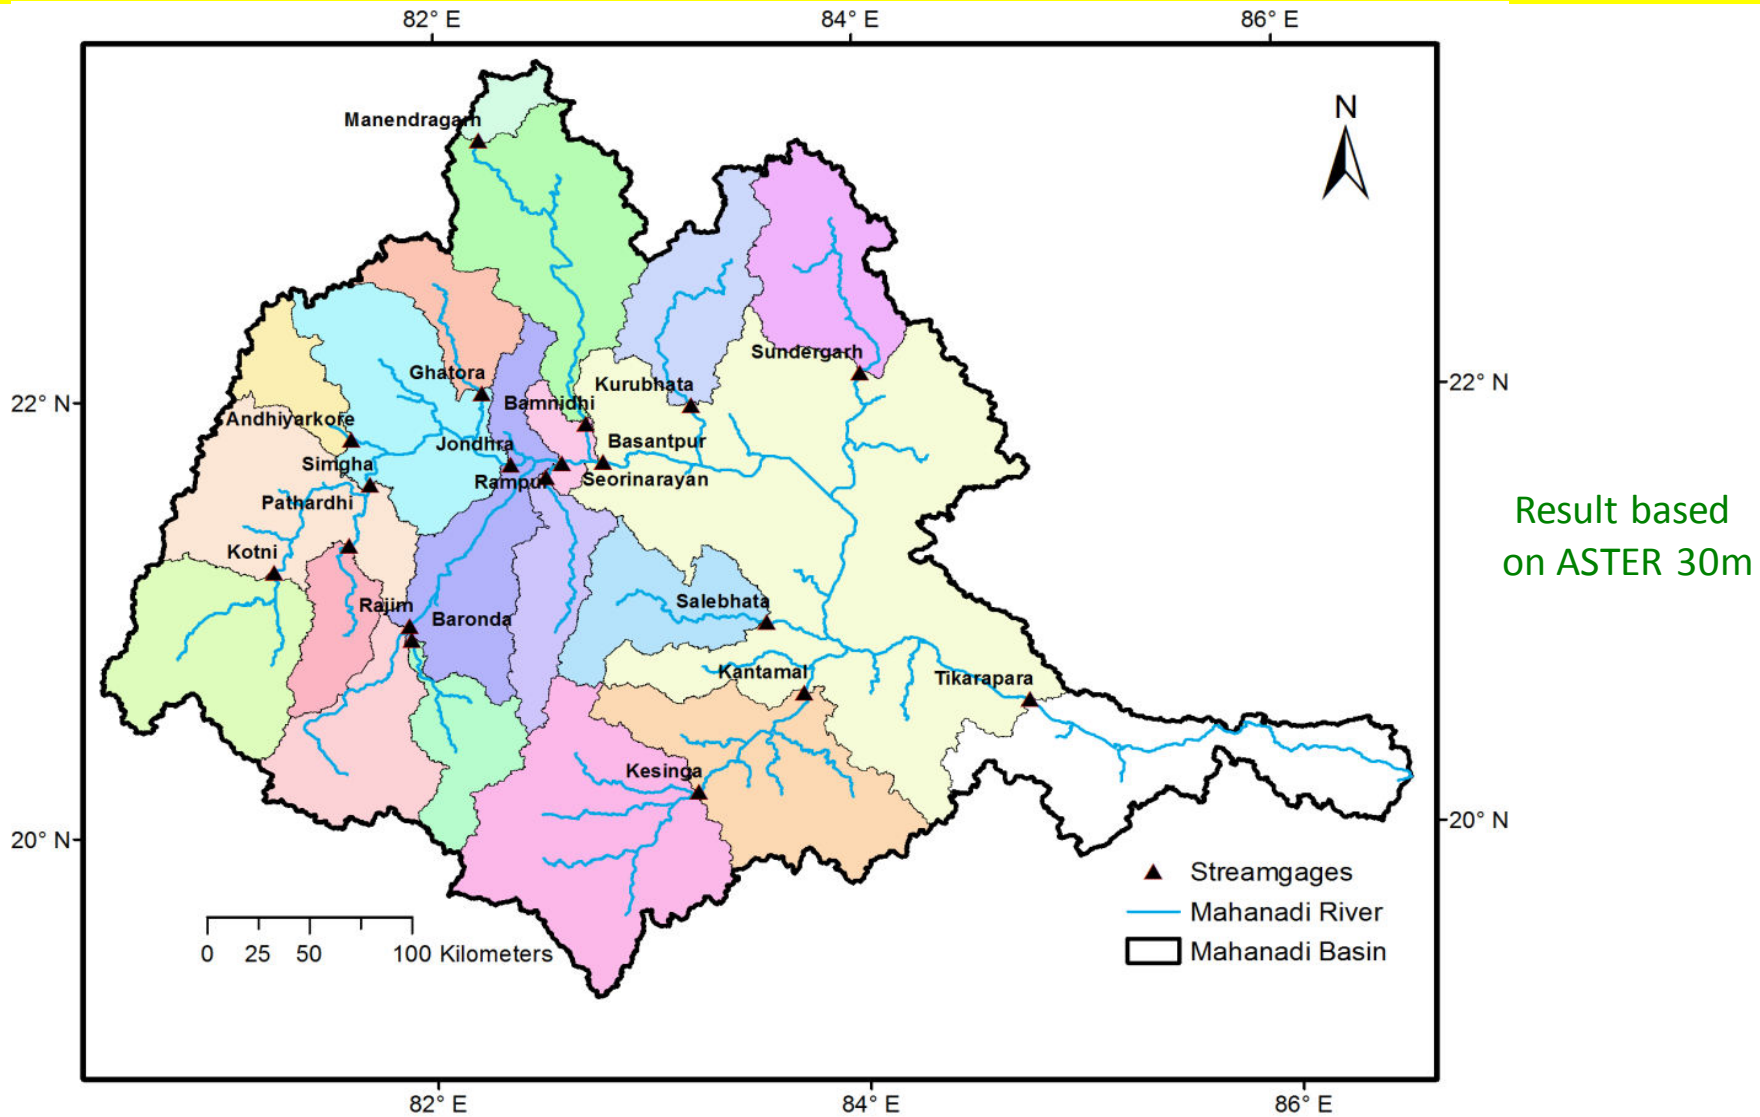 82° E
84° E
86° E
N
Manendragarh
Sundergarh
22° N
Ghatora
Kurubhata
22° N
Bamnidhi
Andhiyarkore
Jondhra
Basantpur
Simgha
Rampur
Seorinarayan
Pathardhi
Result based
on ASTER 30m
Kotni
Rajim
Baronda
Salebhata
Kantamal
Tikarapara
Kesinga
20° N
20° N
Streamgages
Mahanadi River
Mahanadi Basin
0 25 50 100 Kilometers
82° E
84° E
86° E